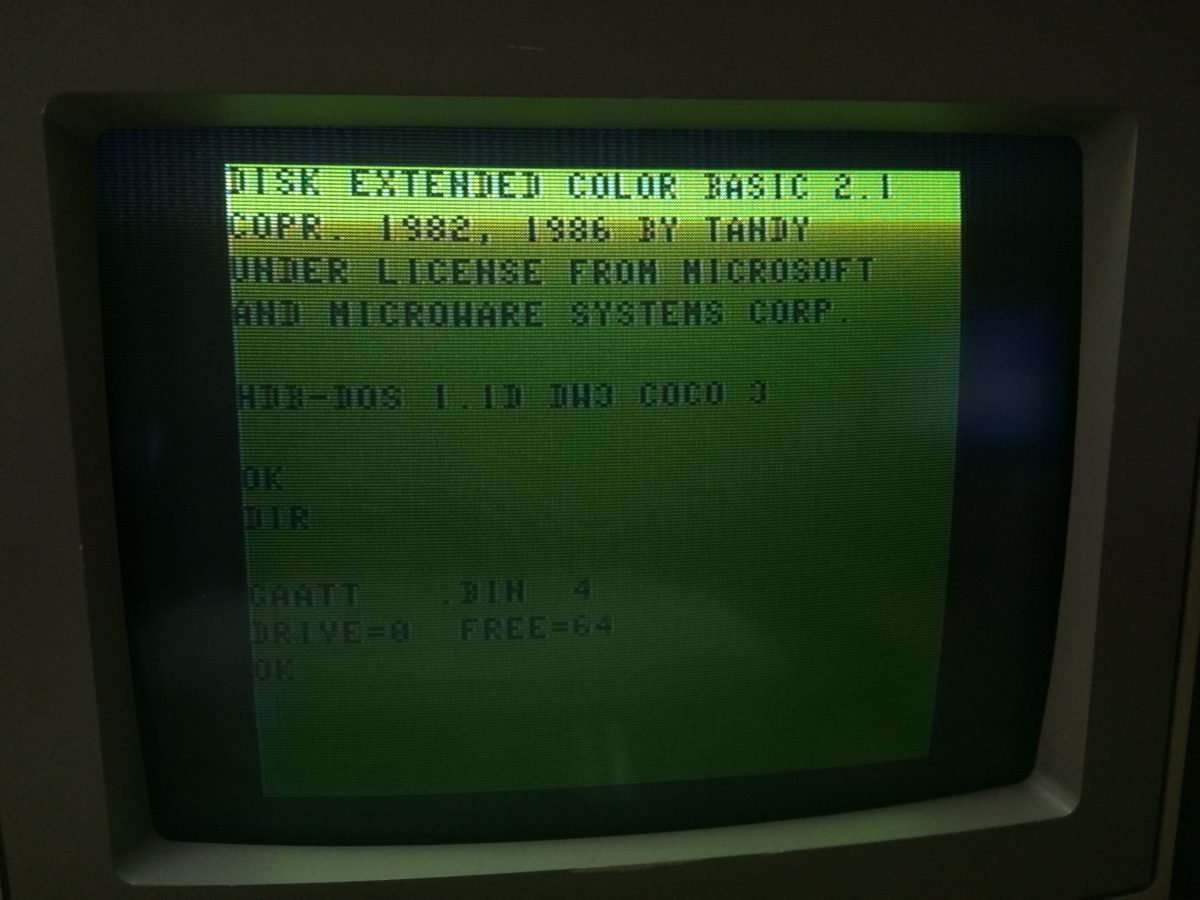 DISK EXTENDED COLOR BASIC 2.1
COPR. 1982, 1986 BY TANDY
UNDER LICENSE FROM MICROSOFT
AND MICROWARE SYSTEMS CORP.
HDB-DOS 1.1D DW3 COCO 3
OK
DIR
GAATT .BIN 4
DRIVE=0 FREE=64
OK